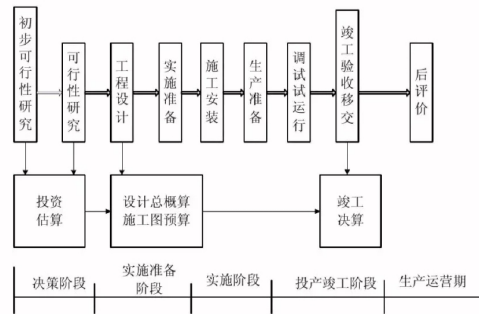 初步可行性研究
可行性研究
工程设计
实施准备
施工安装
生产准备
调试试运行
竣工验收移交
后评价
投资
估算
设计总概算
施工图预算
竣工
决算
决策阶段
实施准备
阶段
实施阶段
投产竣工阶段
生产运营期